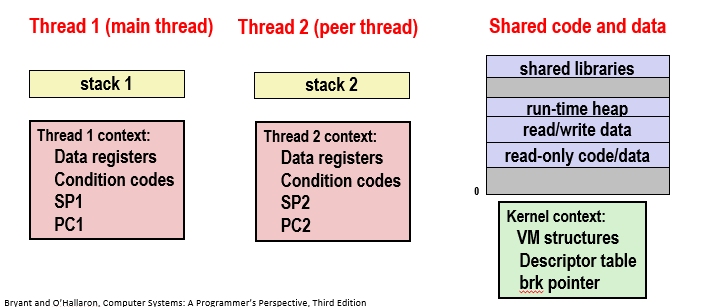 Thread 1 (main thread)
Thread 2 (peer thread)
Shared code and data
stack 1
stack 2
shared libraries
run-time heap
read/write data
read-only code/data
0
Thread 1 context:
Data registers
Condition codes
SP1
PC1
Thread 2 context:
Data registers
Condition codes
SP2
PC2
Kernel context:
VM structures
Descriptor table
brk pointer
Bryant and O'Hallaron, Computer Systems: A Programmer's Perspective, Third Edition